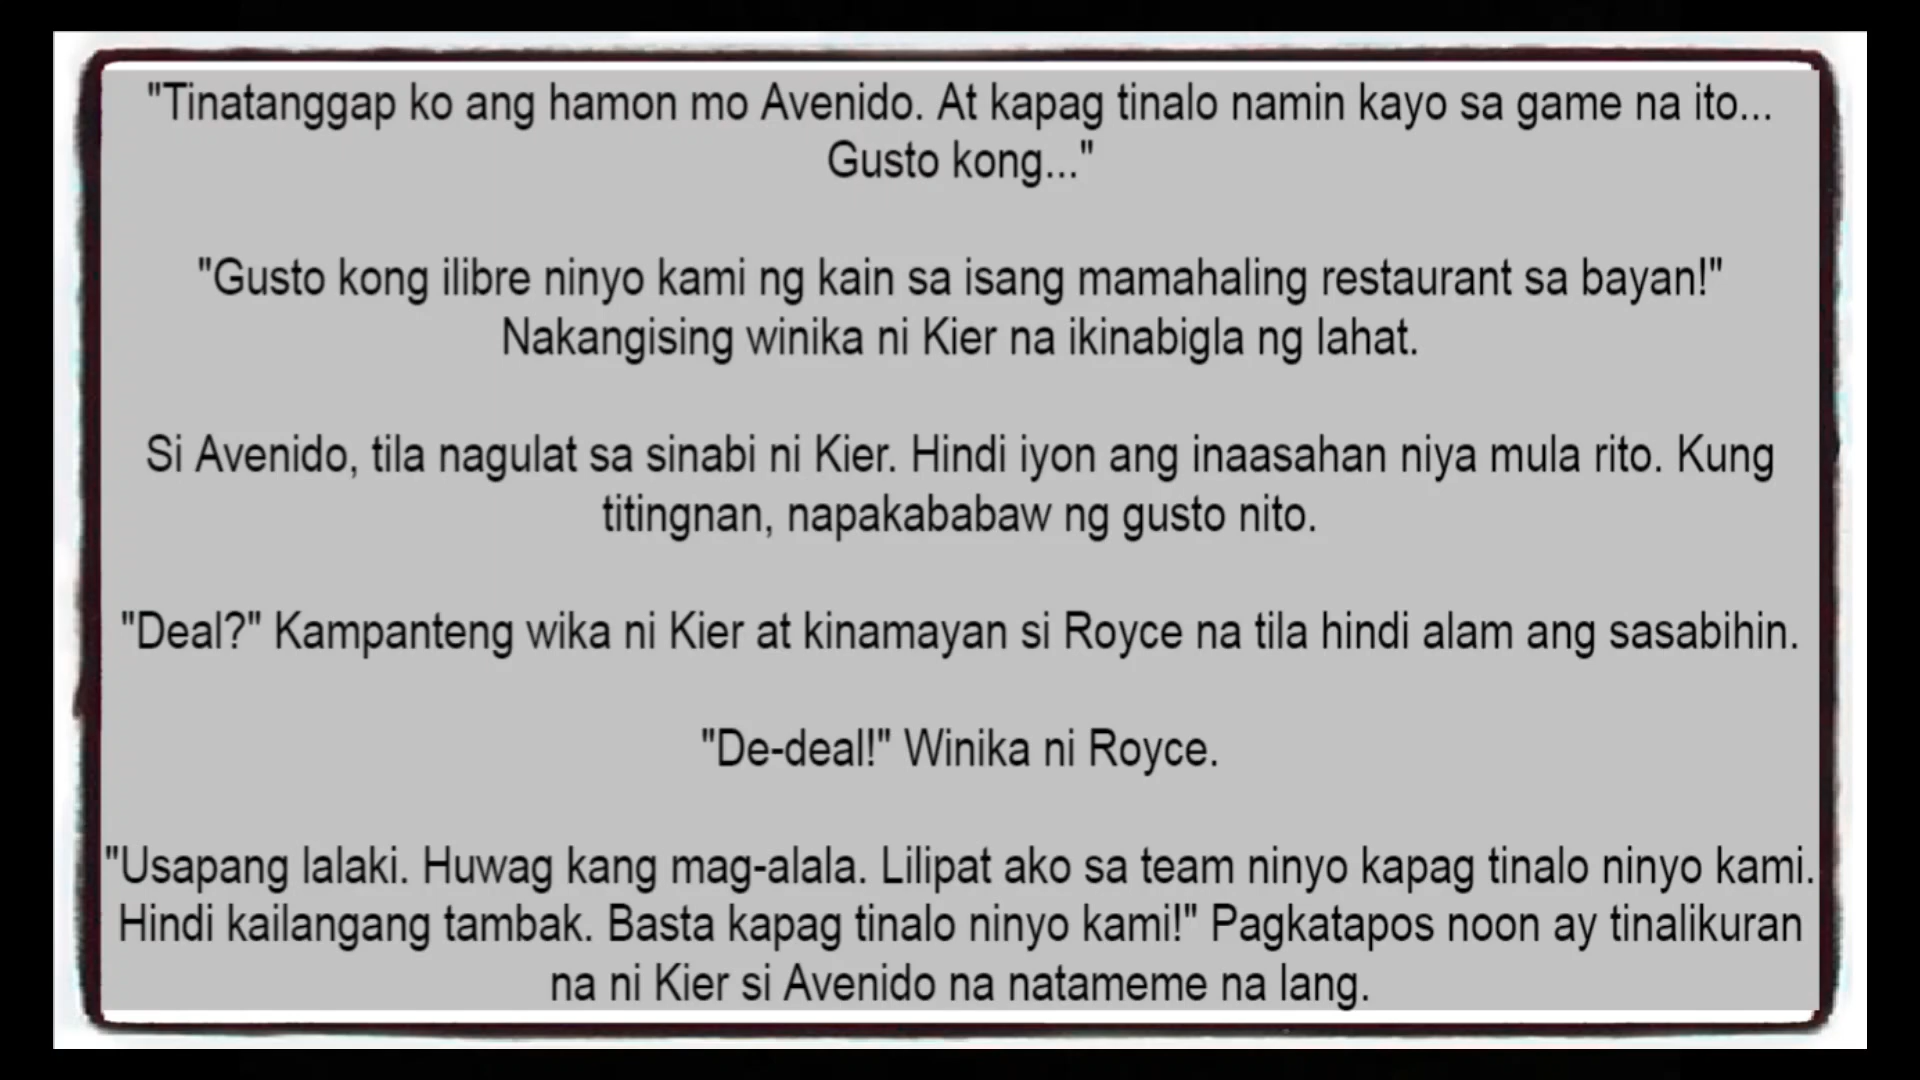 "Tinatanggap ko ang hamon mo Avenido. At kapag tinalo namin kayo sa game na ito...
Gusto kong..."
"Gusto kong ilibre ninyo kami ng kain sa isang mamahaling restaurant sa bayan!"
Nakangising winika ni Kier na ikinabigla ng lahat.
Si Avenido, tila nagulat sa sinabi ni Kier. Hindi iyon ang inaasahan niya mula rito. Kung
titingnan, napakababaw ng gusto nito.
"Deal?" Kampanteng wika ni Kier at kinamayan si Royce na tila hindi alam ang sasabihin.
"De-deal!" Winika ni Royce.
"Usapang lalaki. Huwag kang mag-alala. Lilipat ako sa team ninyo kapag tinalo ninyo kami.
Hindi kailangang tambak. Basta kapag tinalo ninyo kami!" Pagkatapos noon ay tinalikuran
na ni Kier si Avenido na natameme na lang.